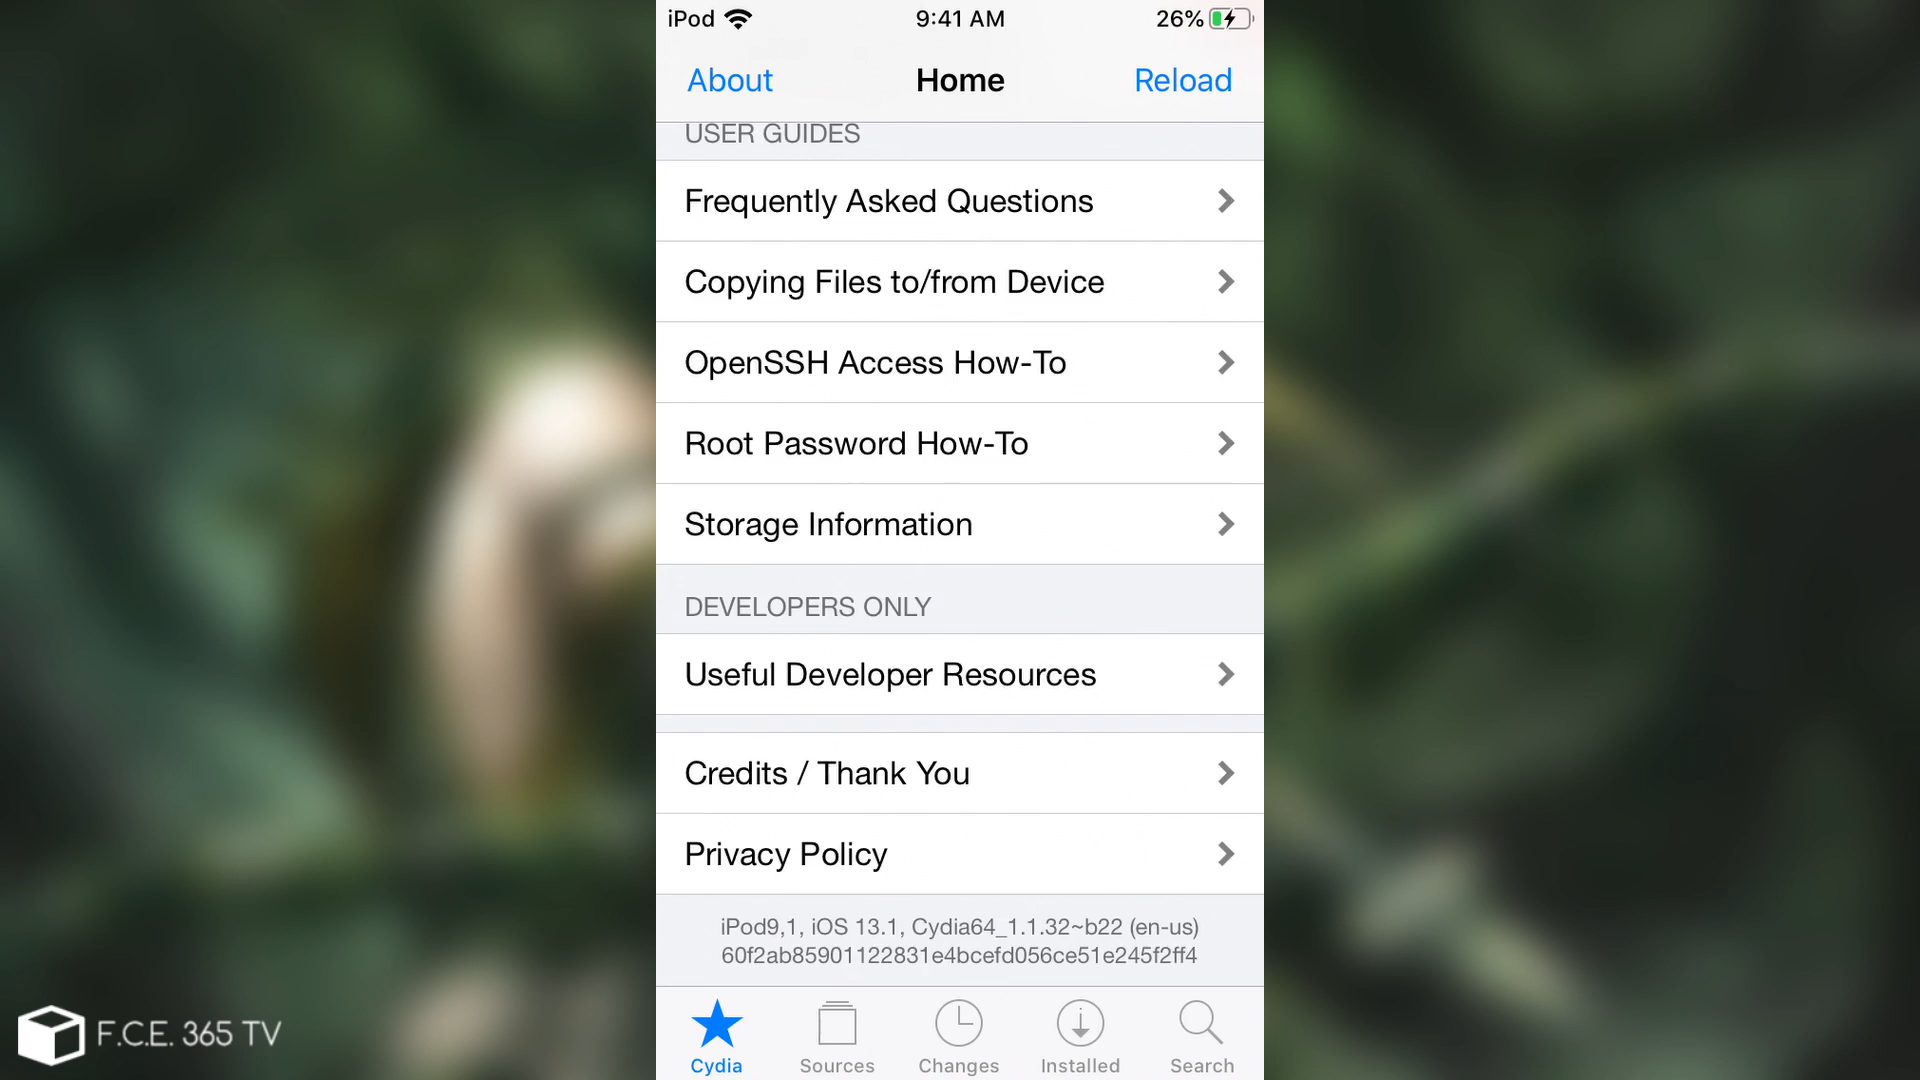 iPod 9:41 AM 26%
About Home Reload
USER GUIDES
Frequently Asked Questions
Copying Files to/from Device
OpenSSH Access How-To
Root Password How-To
Storage Information
DEVELOPERS ONLY
Useful Developer Resources
Credits / Thank You
Privacy Policy
iPod9,1, iOS 13.1, Cydia64_1.1.32~b22 (en-us)
60f2ab85901122831e4bcefd056ce51e245f2ff4
Cydia Sources Changes Installed Search
F.C.E. 365 TV